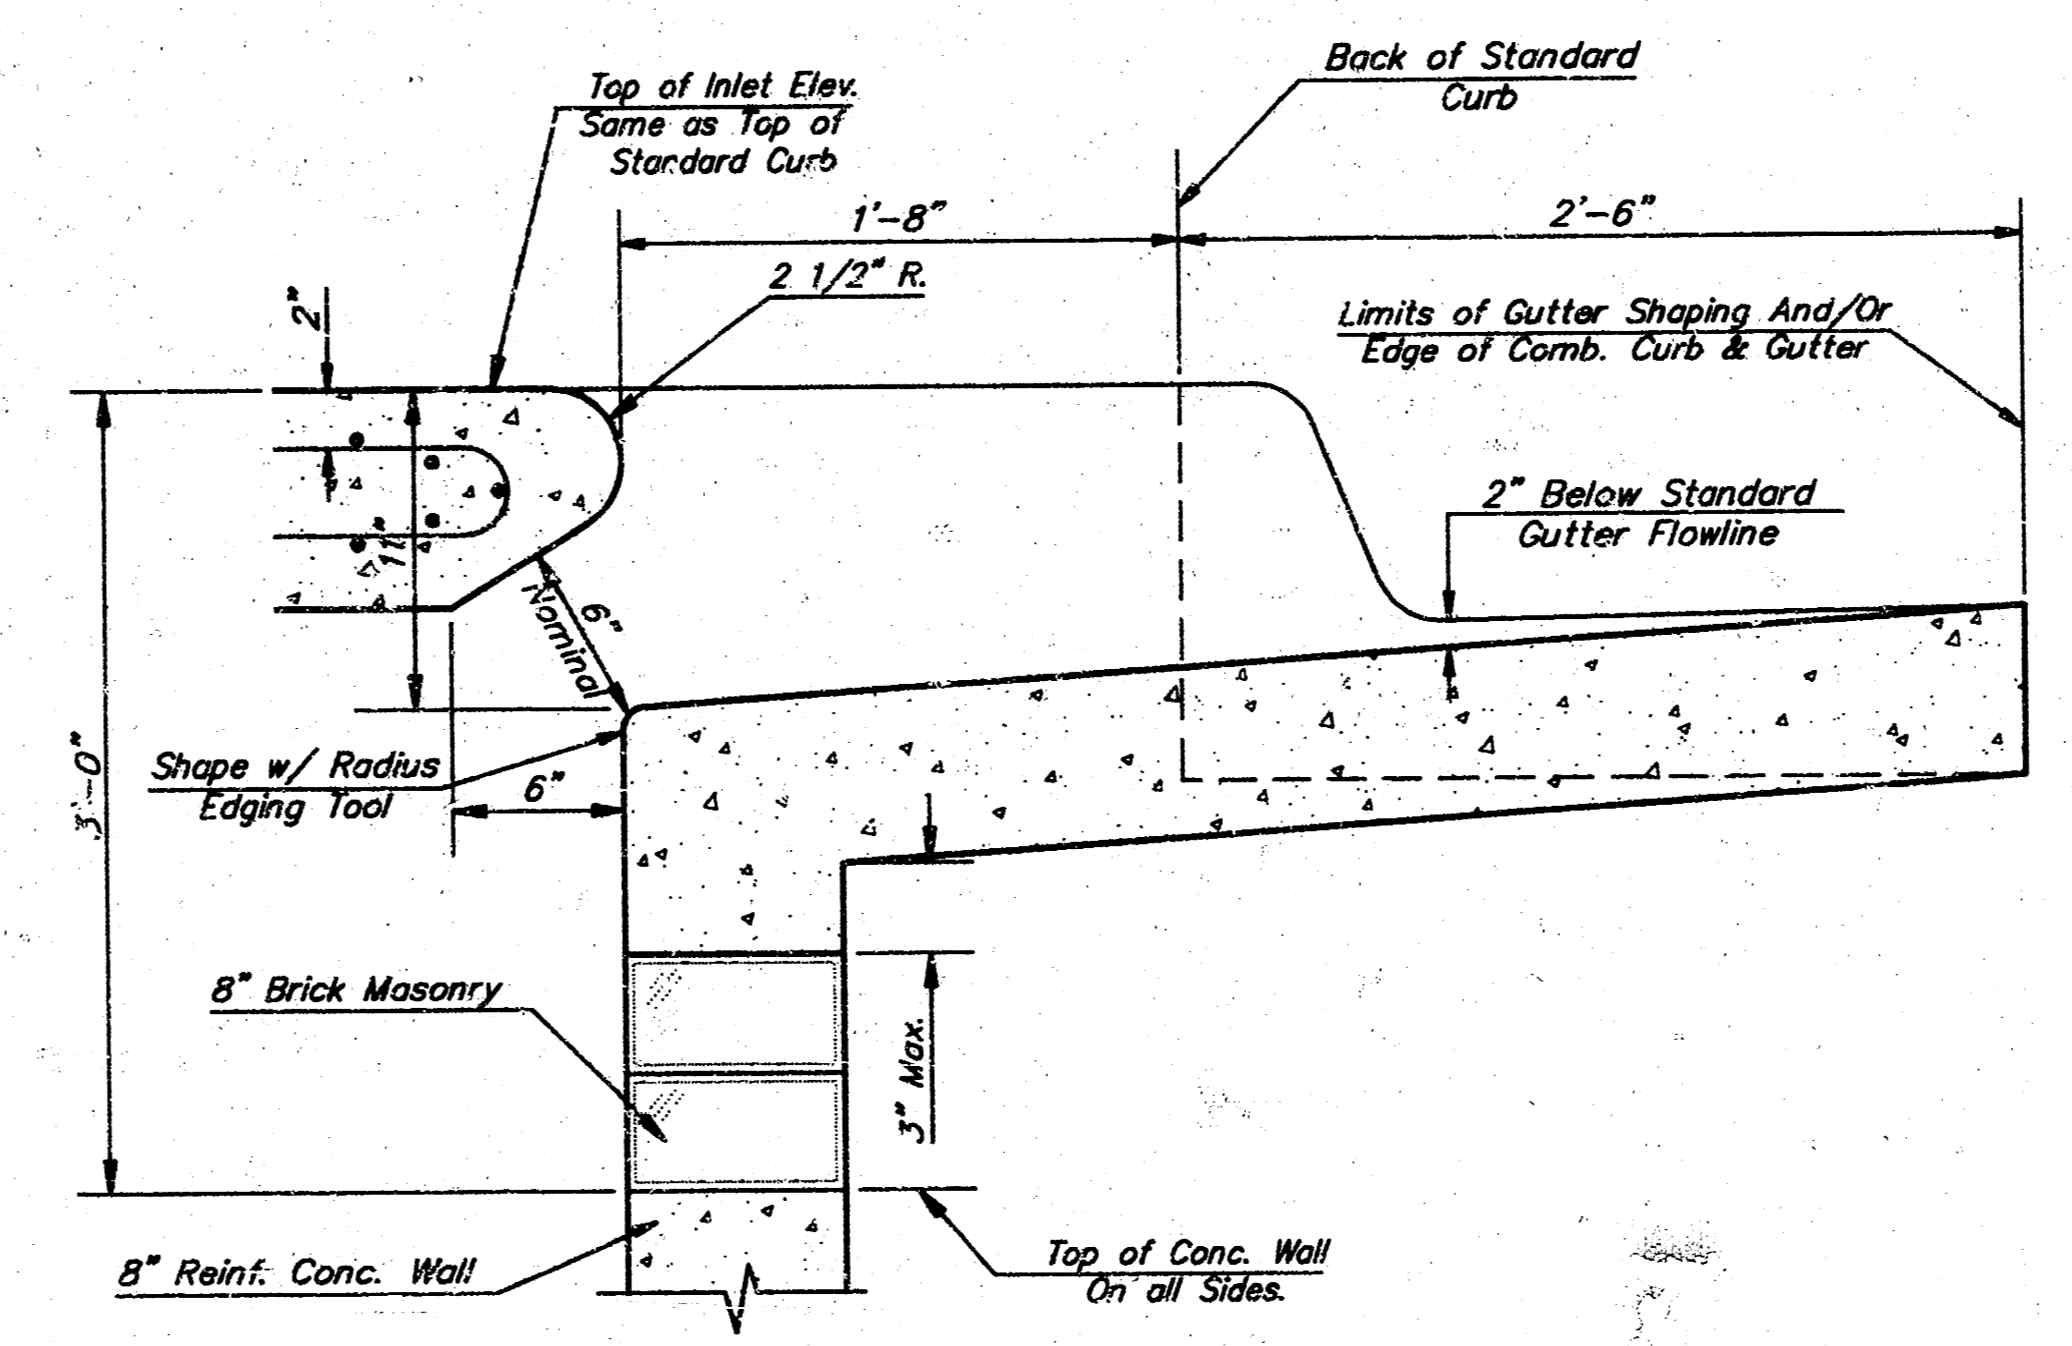 Back of Standard
Curb
Top of Inlet Elev.
Same as Top of
Standard Curb
1'-8"
2'-6"
2 1/2" R.
2"
Limits of Gutter Shaping And/Or
Edge of Comb. Curb & Gutter
2" Below Standard
Gutter Flowline
11"
6"
Nominal
3'-0"
Shape w/ Radius
Edging Tool
6"
8" Brick Masonry
3" Max.
8" Reinf. Conc. Wall
Top of Conc. Wall
On all Sides.